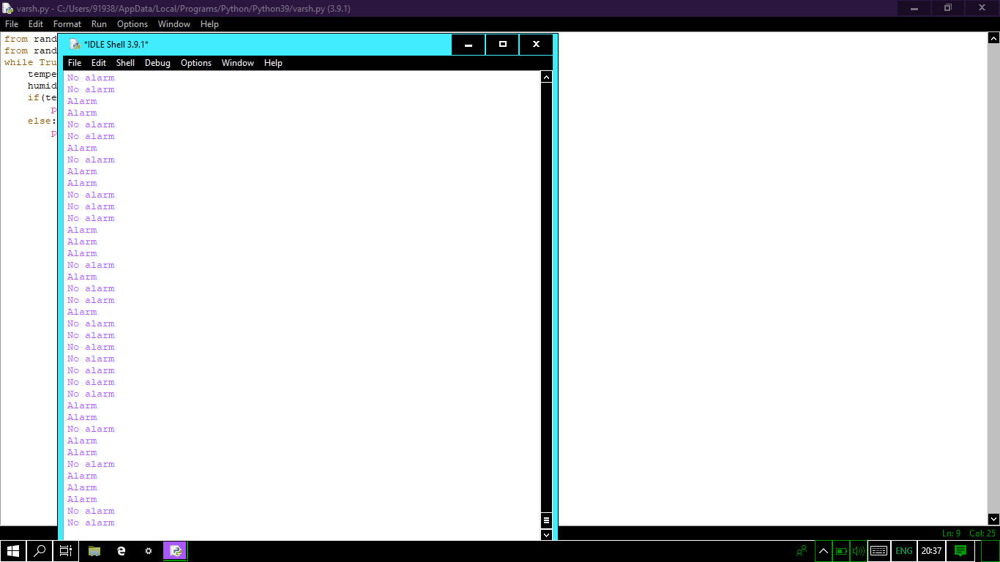 varsh.py - C:/Users/91938/AppData/Local/Programs/Python/Python39/varsh.py (3.9.1)
File Edit Format Run Options Window Help
from rand
from rand
while Tru
tempe
humid
if(te
p
else:
p
*IDLE Shell 3.9.1*
File Edit Shell Debug Options Window Help
No alarm
No alarm
Alarm
Alarm
No alarm
No alarm
Alarm
No alarm
Alarm
Alarm
No alarm
No alarm
No alarm
Alarm
Alarm
Alarm
No alarm
Alarm
No alarm
No alarm
Alarm
No alarm
No alarm
No alarm
No alarm
No alarm
No alarm
No alarm
Alarm
Alarm
No alarm
Alarm
Alarm
No alarm
Alarm
Alarm
Alarm
No alarm
No alarm
Ln: 9 Col: 25
ENG 20:37